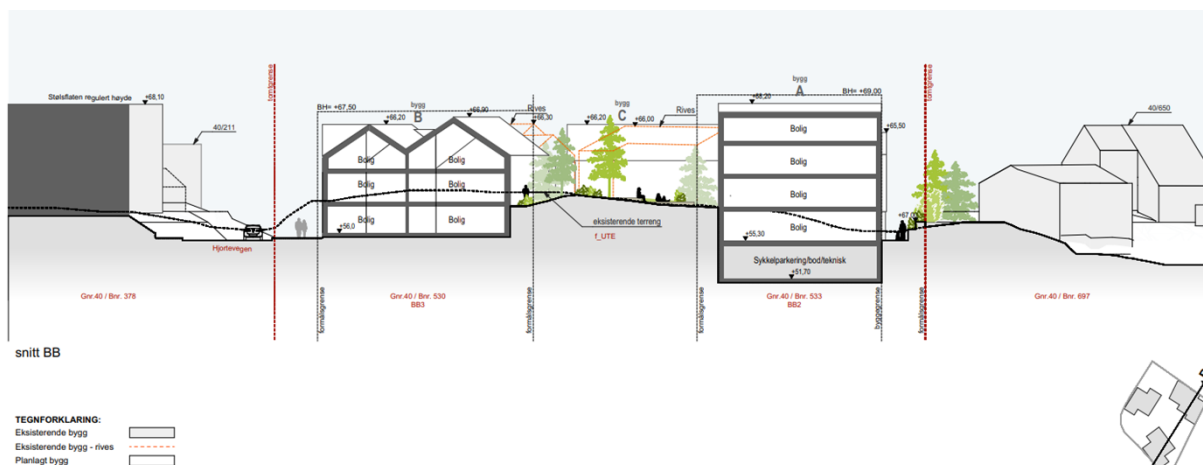 Stølsflaten regulert høyde
+68,10
40/211
tomtgrense
BH= +67,50
bygg
B
+66,20
+66,90
Rives
+66,30
bygg
C
+66,20
+66,00
Rives
bygg
A
BH= +69,00
+68,20
+65,50
tomtgrense
40/650
Bolig
Bolig
Bolig
Bolig
Bolig
Bolig
+56,0
Bolig
Bolig
Bolig
Bolig
+55,30
Sykkelparkering/bod/teknisk
+51,70
eksisterende terreng
f_UTE
+67,0
Hjortevegen
Gnr.40 / Bnr. 378
formålsgrense
Gnr.40 / Bnr. 530
BB3
formålsgrense
formålsgrense
Gnr.40 / Bnr. 533
BB2
byggegrense
formålsgrense
Gnr.40 / Bnr. 697
snitt BB
TEGNFORKLARING:
Eksisterende bygg
Eksisterende bygg - rives
Planlagt bygg